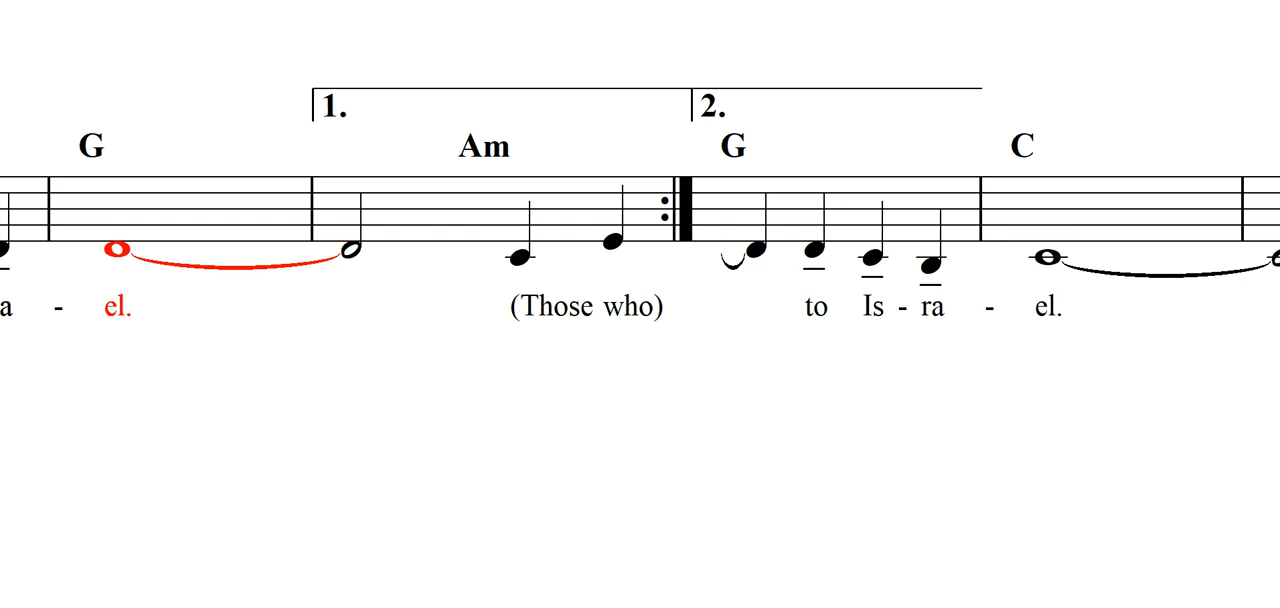 1. 2.
G Am G C
a - el. (Those who) to Is - ra - el.